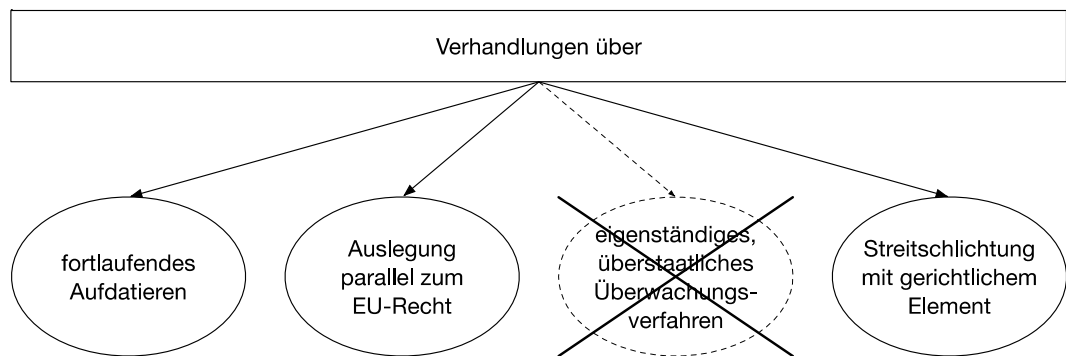 Verhandlungen über
fortlaufendes
Aufdatieren
Auslegung
parallel zum
EU-Recht
eigenständiges,
überstaatliches
Überwachungs-
verfahren
Streitschlichtung
mit gerichtlichem
Element